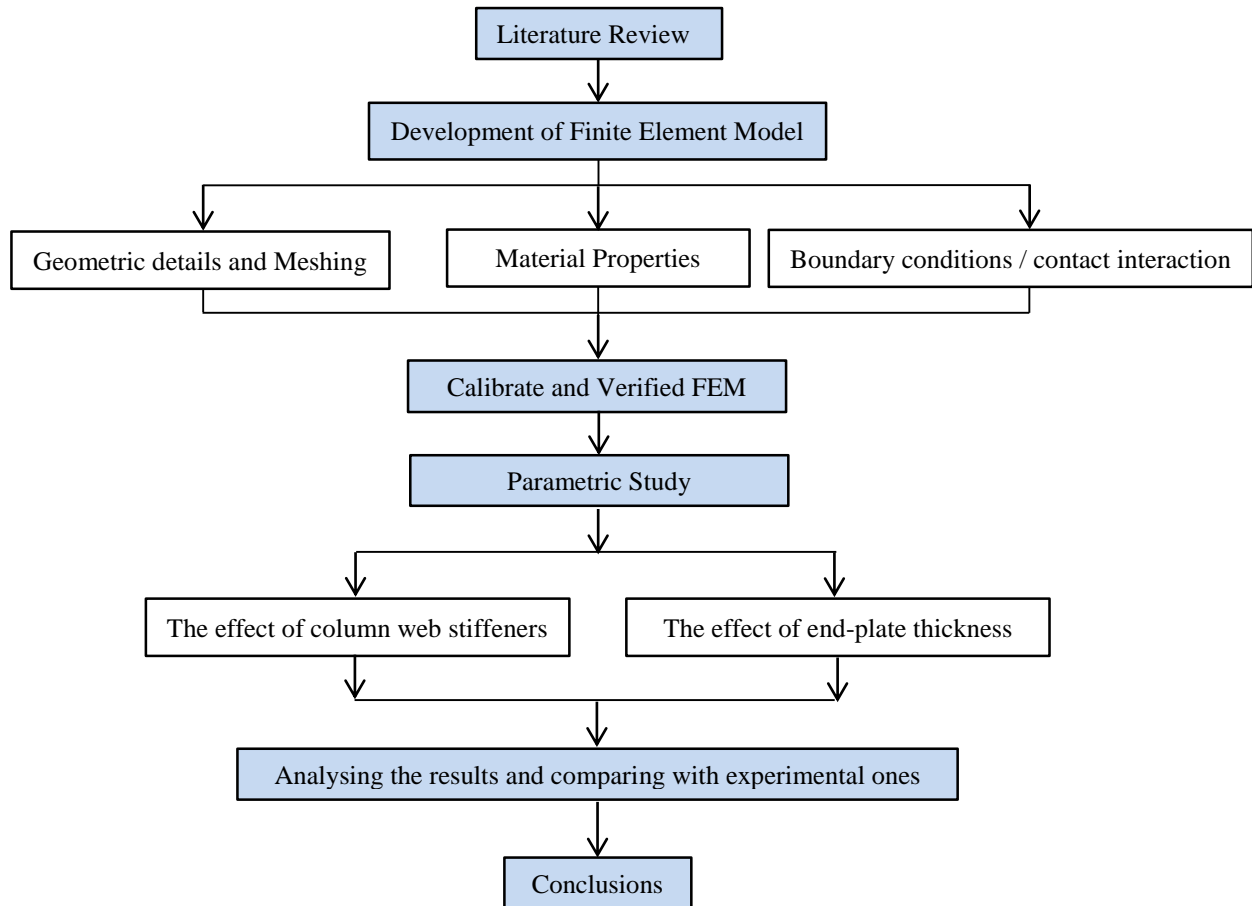 Literature Review
Development of Finite Element Model
Geometric details and Meshing
Material Properties
Boundary conditions / contact interaction
Calibrate and Verified FEM
Parametric Study
The effect of column web stiffeners
The effect of end-plate thickness
Analysing the results and comparing with experimental ones
Conclusions